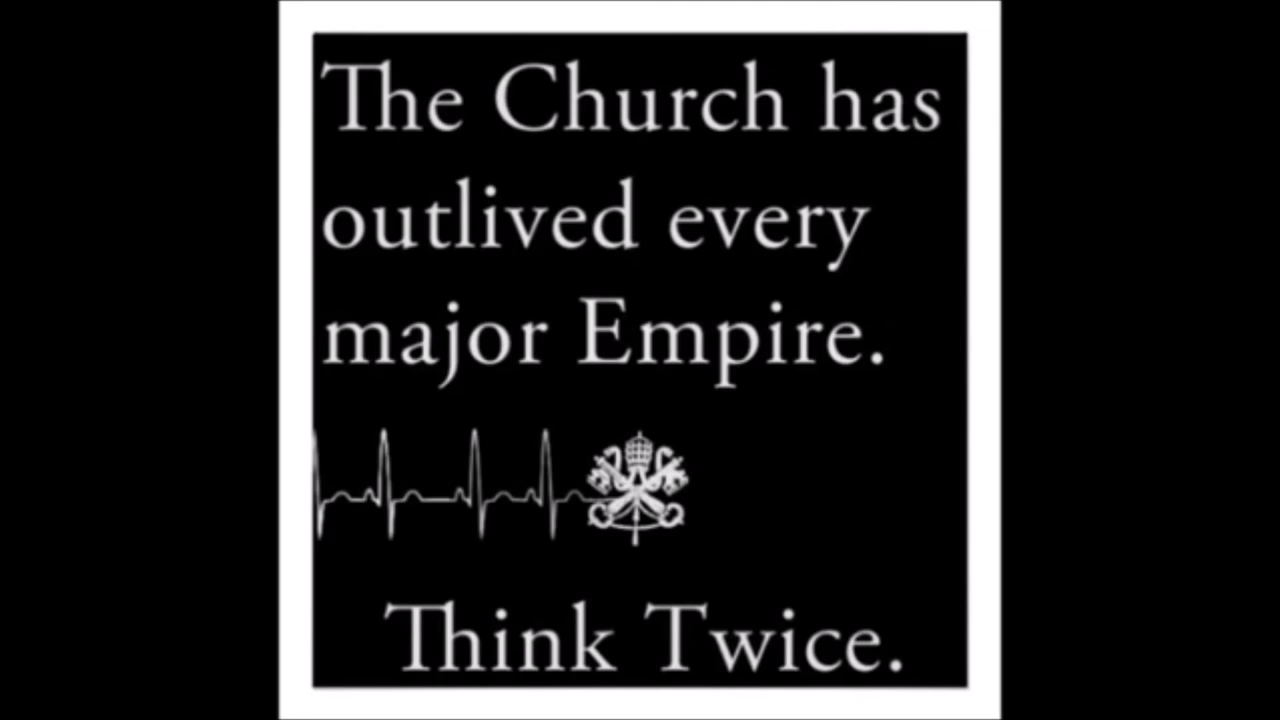 The Church has
outlived every
major Empire.
Think Twice.